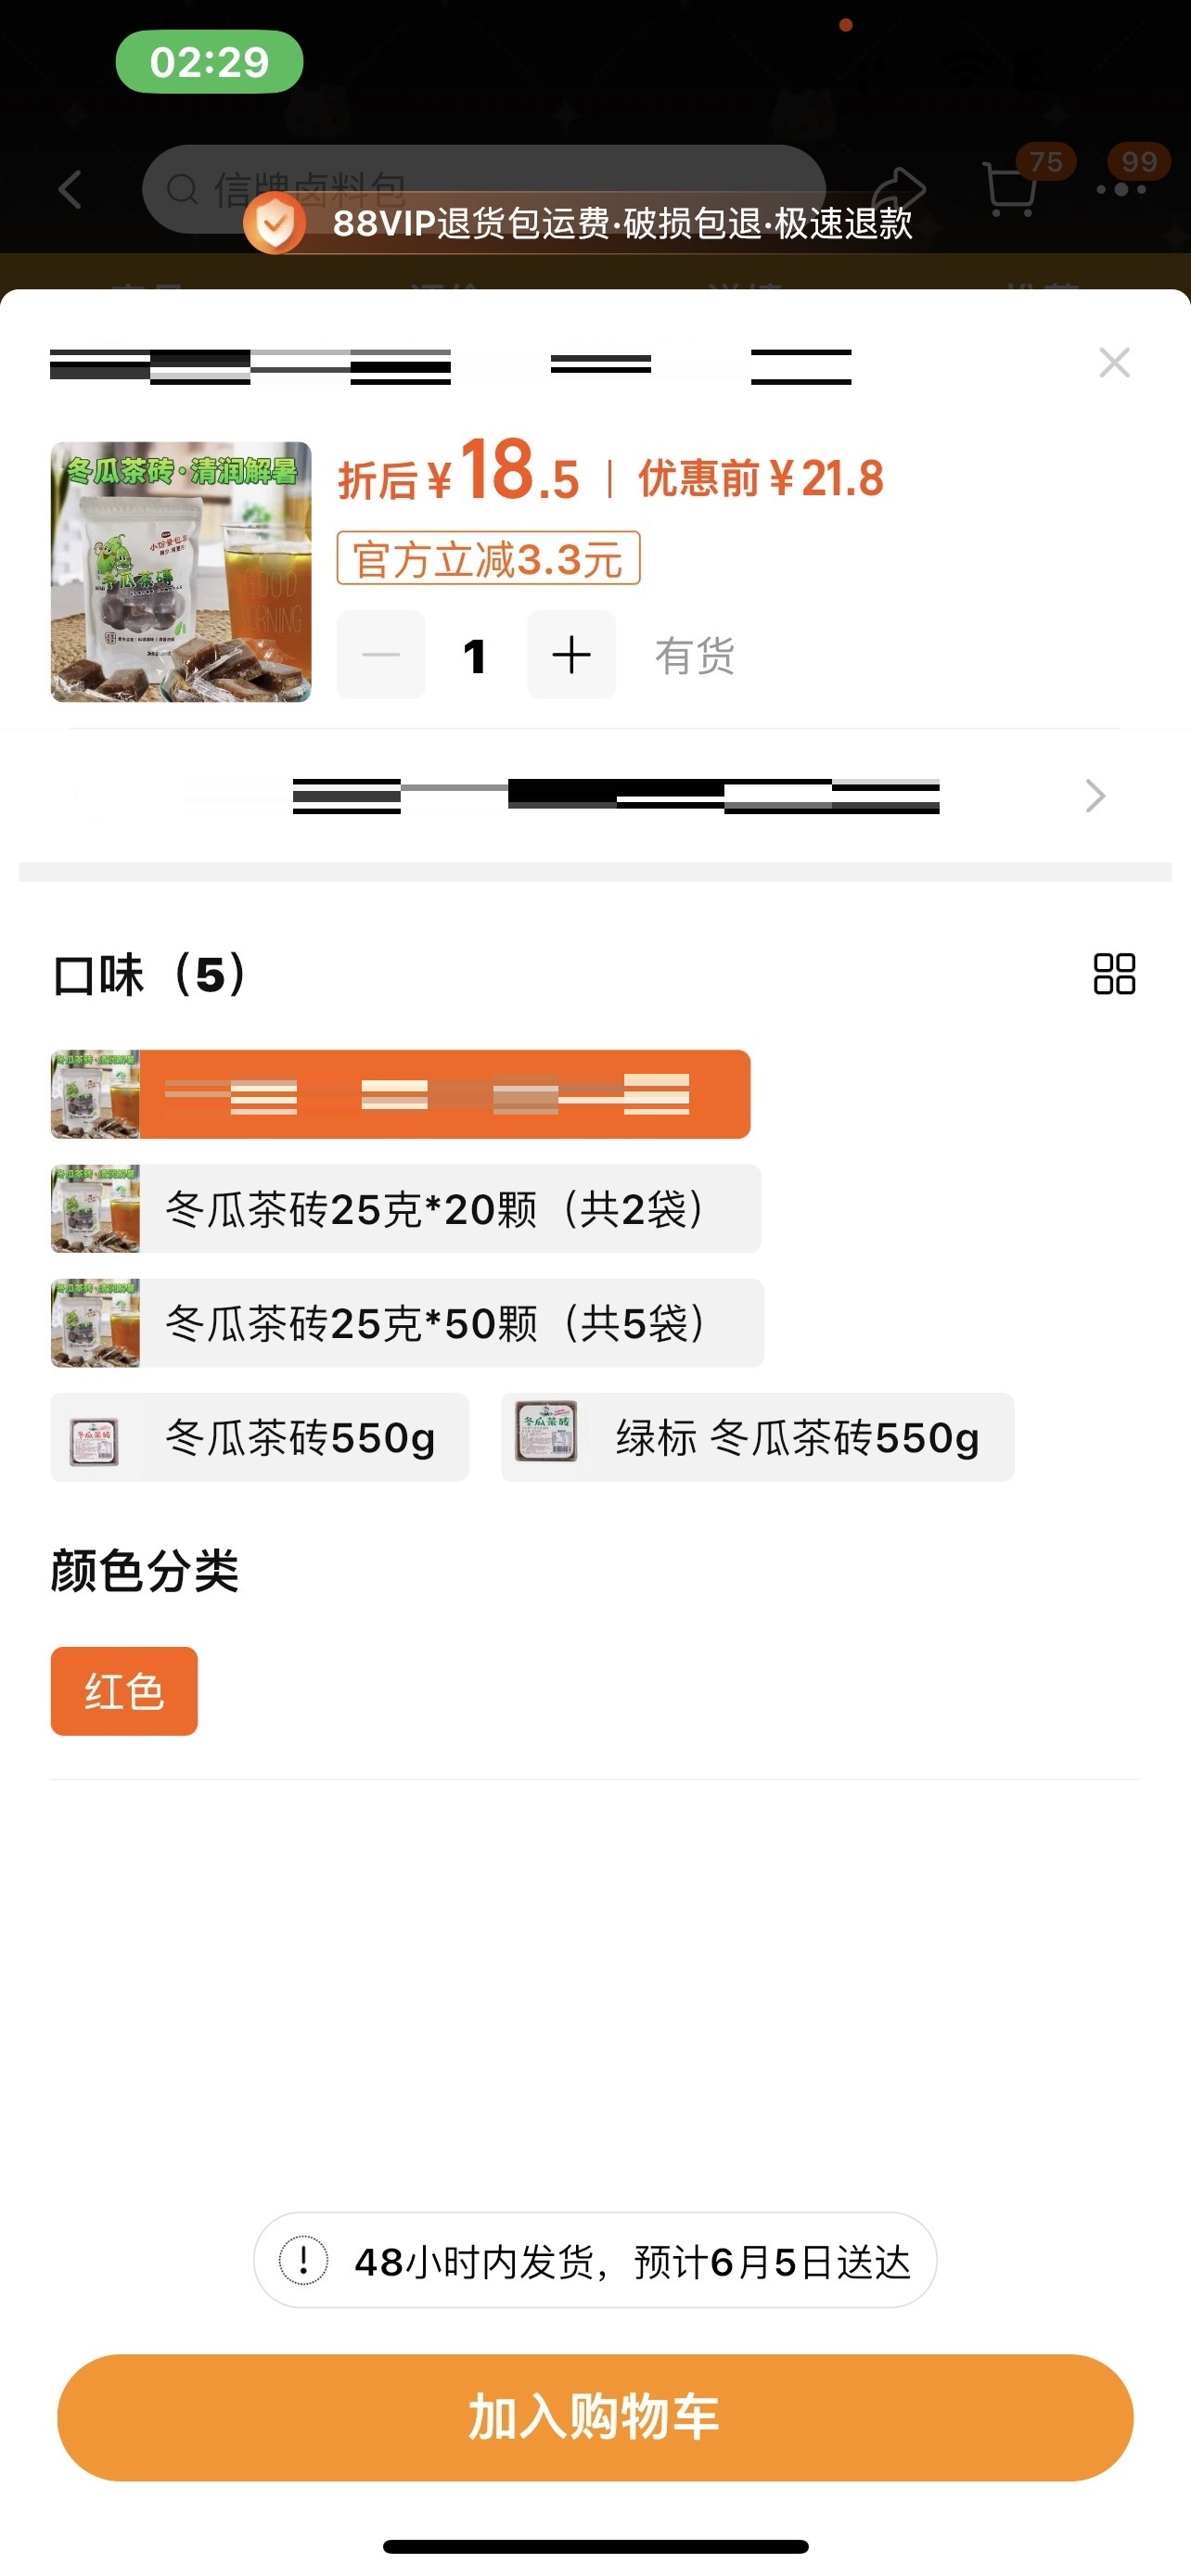 02:29
信牌卤料包
75
99
88VIP退货包运费·破损包退·极速退款
冬瓜茶砖·清润解暑
冬瓜茶砖
GOOD
MORNING
折后¥18.5 | 优惠前¥21.8
官方立减3.3元
1
有货
口味（5）
冬瓜茶砖25克*20颗（共2袋）
冬瓜茶砖25克*50颗（共5袋）
冬瓜茶砖550g
绿标 冬瓜茶砖550g
颜色分类
红色
48小时内发货，预计6月5日送达
加入购物车